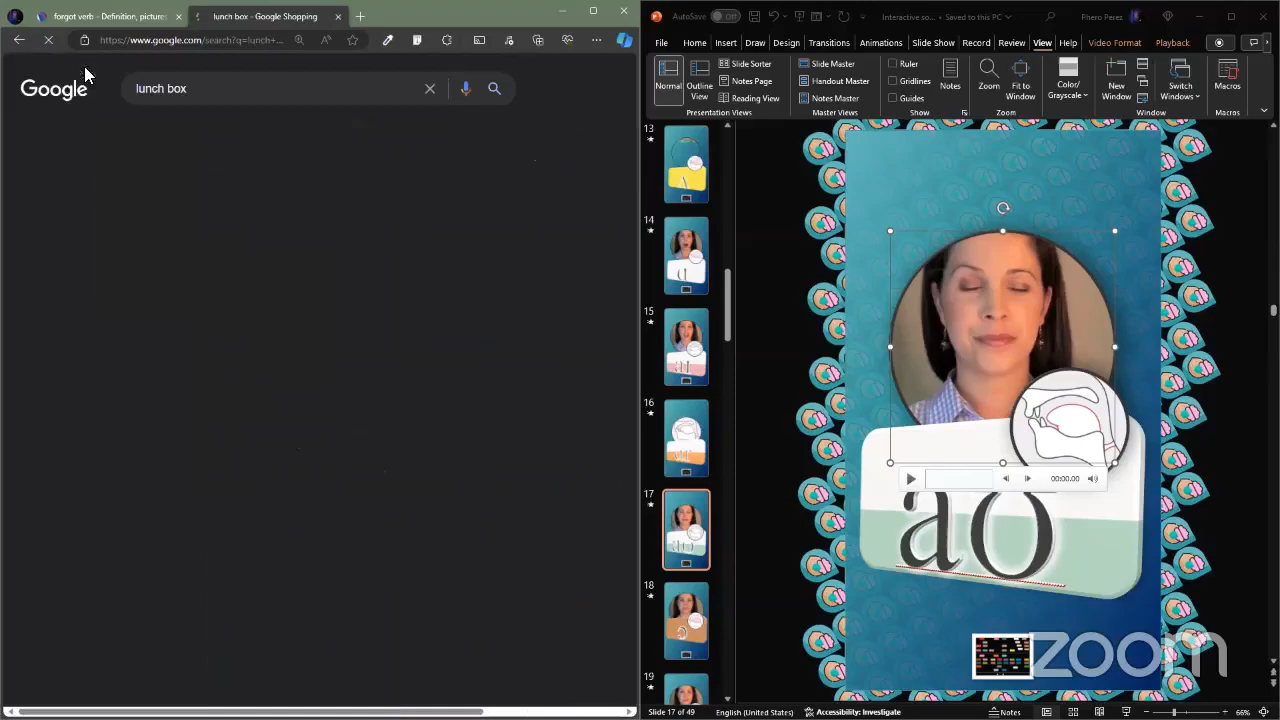 forgot verb - Definition, pictures
lunch box - Google Shopping
https://www.google.com/search?q=lunch+...
Google
lunch box
AutoSave Off
Interactive so... • Saved to this PC
Phero Perez
File Home Insert Draw Design Transitions Animations Slide Show Record Review View Help Video Format Playback
Normal
Outline View
Slide Sorter
Notes Page
Reading View
Presentation Views
Slide Master
Handout Master
Notes Master
Master Views
Ruler
Gridlines
Guides
Show
Notes
Zoom
Fit to Window
Zoom
Color/ Grayscale
New Window
Switch Windows
Window
Macros
Macros
13
14
15
16
17
18
19
00:00.00
ao
zoom
Slide 17 of 49
English (United States)
Accessibility: Investigate
Notes
66%